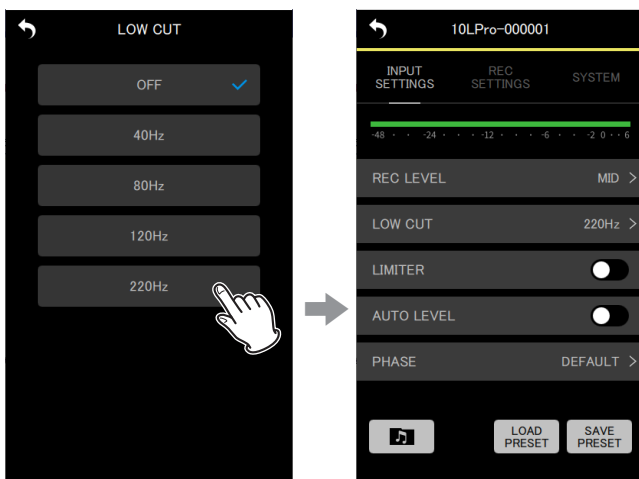 LOW CUT
OFF
40Hz
80Hz
120Hz
220Hz
10LPro-000001
INPUT
SETTINGS
REC
SETTINGS
SYSTEM
-48 · · -24 · · · -12 · · · -6 · · -2 0 · · 6
REC LEVEL MID >
LOW CUT 220Hz >
LIMITER
AUTO LEVEL
PHASE DEFAULT >
LOAD
PRESET
SAVE
PRESET